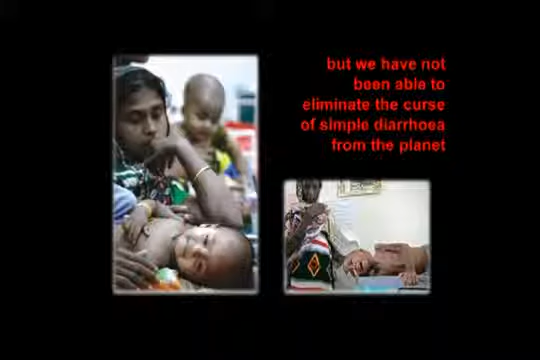 but we have not
been able to
eliminate the curse
of simple diarrhoea
from the planet